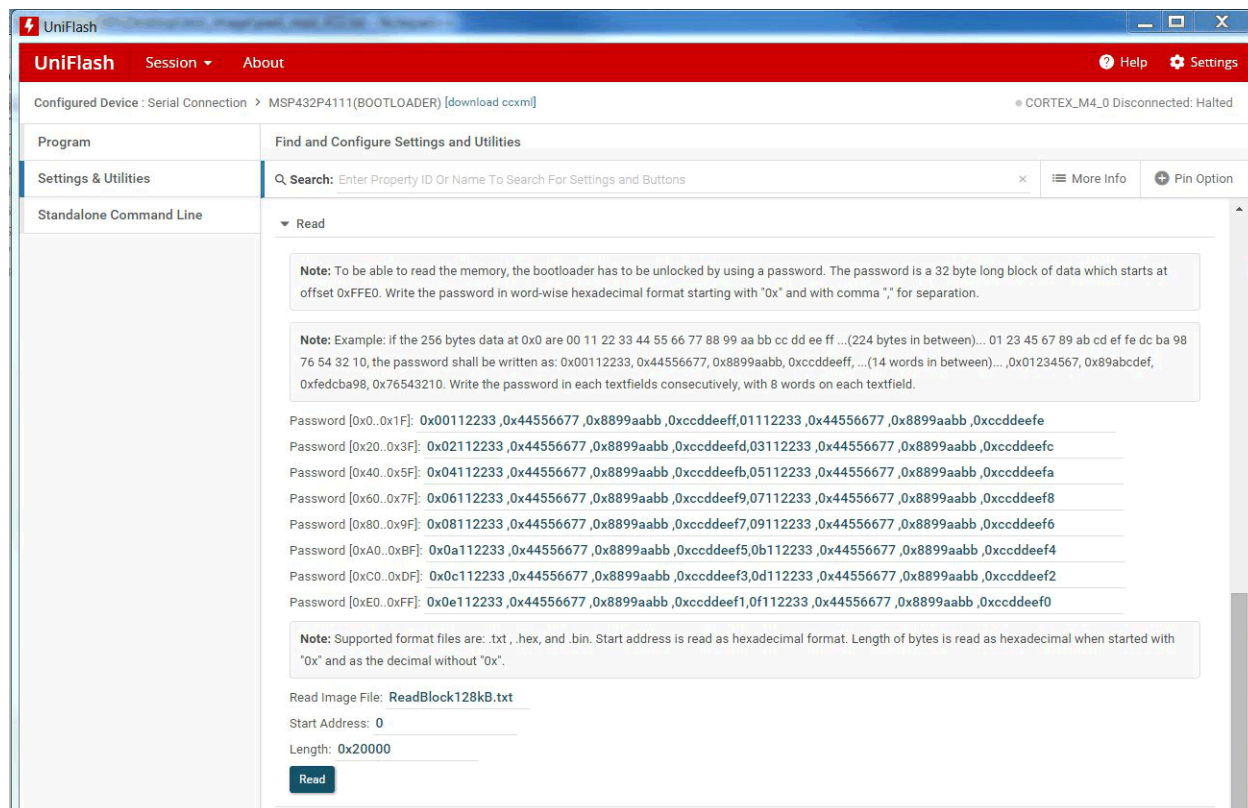 UniFlash
UniFlash Session About Help Settings
Configured Device : Serial Connection > MSP432P4111(BOOTLOADER) [download ccxml] CORTEX_M4_0 Disconnected: Halted
Program
Settings & Utilities
Standalone Command Line
Find and Configure Settings and Utilities
Search: Enter Property ID Or Name To Search For Settings and Buttons × More Info Pin Option
Read
Note: To be able to read the memory, the bootloader has to be unlocked by using a password. The password is a 32 byte long block of data which starts at
offset 0xFFE0. Write the password in word-wise hexadecimal format starting with "0x" and with comma "," for separation.
Note: Example: if the 256 bytes data at 0x0 are 00 11 22 33 44 55 66 77 88 99 aa bb cc dd ee ff ...(224 bytes in between)... 01 23 45 67 89 ab cd ef fe dc ba 98
76 54 32 10, the password shall be written as: 0x00112233, 0x44556677, 0x8899aabb, 0xccddeeff, ...(14 words in between)... ,0x01234567, 0x89abcdef,
0xfedcba98, 0x76543210. Write the password in each textfields consecutively, with 8 words on each textfield.
Password [0x0..0x1F]: 0x00112233 ,0x44556677 ,0x8899aabb ,0xccddeeff,01112233 ,0x44556677 ,0x8899aabb ,0xccddeefe
Password [0x20..0x3F]: 0x02112233 ,0x44556677 ,0x8899aabb ,0xccddeefd,03112233 ,0x44556677 ,0x8899aabb ,0xccddeefc
Password [0x40..0x5F]: 0x04112233 ,0x44556677 ,0x8899aabb ,0xccddeefb,05112233 ,0x44556677 ,0x8899aabb ,0xccddeefa
Password [0x60..0x7F]: 0x06112233 ,0x44556677 ,0x8899aabb ,0xccddeef9,07112233 ,0x44556677 ,0x8899aabb ,0xccddeef8
Password [0x80..0x9F]: 0x08112233 ,0x44556677 ,0x8899aabb ,0xccddeef7,09112233 ,0x44556677 ,0x8899aabb ,0xccddeef6
Password [0xA0..0xBF]: 0x0a112233 ,0x44556677 ,0x8899aabb ,0xccddeef5,0b112233 ,0x44556677 ,0x8899aabb ,0xccddeef4
Password [0xC0..0xDF]: 0x0c112233 ,0x44556677 ,0x8899aabb ,0xccddeef3,0d112233 ,0x44556677 ,0x8899aabb ,0xccddeef2
Password [0xE0..0xFF]: 0x0e112233 ,0x44556677 ,0x8899aabb ,0xccddeef1,0f112233 ,0x44556677 ,0x8899aabb ,0xccddeef0
Note: Supported format files are: .txt , .hex, and .bin. Start address is read as hexadecimal format. Length of bytes is read as hexadecimal when started with
"0x" and as the decimal without "0x".
Read Image File: ReadBlock128kB.txt
Start Address: 0
Length: 0x20000
Read